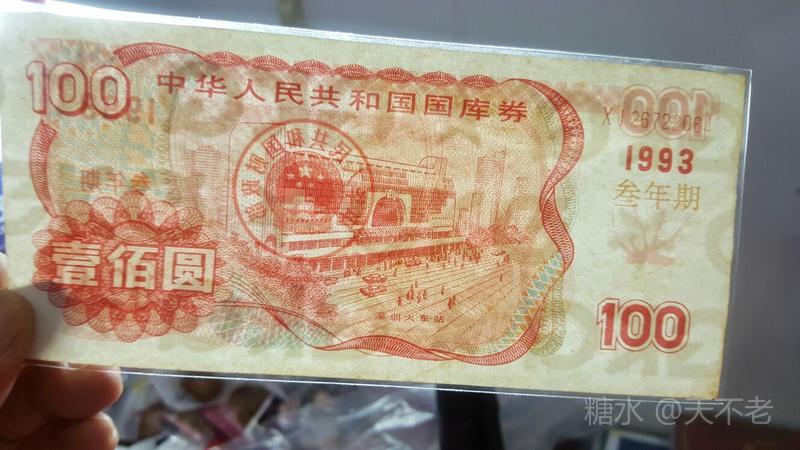 100
中华人民共和国国库券
XI26722064
1993
叁年期
壹佰圆
深圳火车站
100
糖水 @天不老